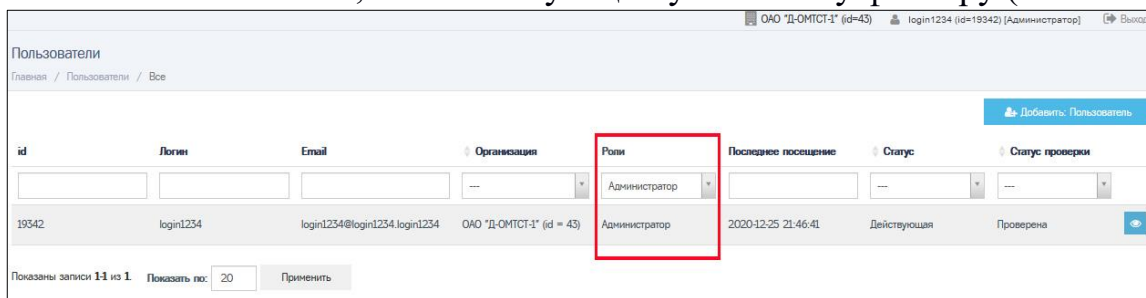 ОАО "Д-ОМТСТ-1" (id=43) login1234 (id=19342) [Администратор]
Пользователи
Главная / Пользователи / Все
Добавить: Пользователь
id Логин Email Организация Роли Последнее посещение Статус Статус проверки
--- Администратор --- ---
19342 login1234 login1234@login1234.login1234 ОАО "Д-ОМТСТ-1" (id = 43) Администратор 2020-12-25 21:46:41 Действующая Проверена
Показаны записи 1-1 из 1. Показать по: 20 Применить